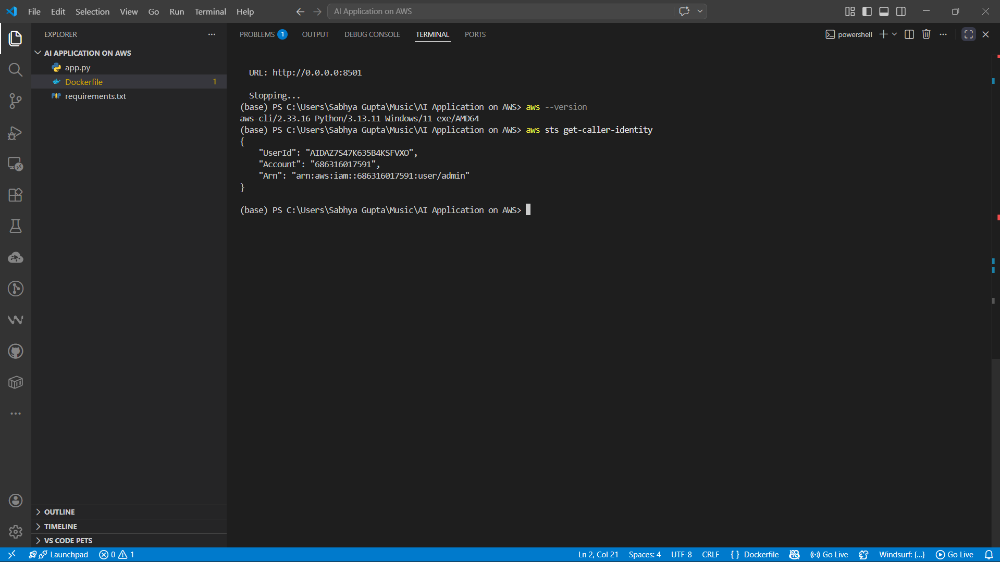 File Edit Selection View Go Run Terminal Help
AI Application on AWS
EXPLORER
AI APPLICATION ON AWS
app.py
Dockerfile 1
requirements.txt
OUTLINE
TIMELINE
VS CODE PETS
PROBLEMS 1 OUTPUT DEBUG CONSOLE TERMINAL PORTS
powershell
URL: http://0.0.0.0:8501
Stopping...
(base) PS C:\Users\Sabhya Gupta\Music\AI Application on AWS> aws --version
aws-cli/2.33.16 Python/3.13.11 Windows/11 exe/AMD64
(base) PS C:\Users\Sabhya Gupta\Music\AI Application on AWS> aws sts get-caller-identity
{
"UserId": "AIDAZ7S47K635B4KSFVXO",
"Account": "686316017591",
"Arn": "arn:aws:iam::686316017591:user/admin"
}
(base) PS C:\Users\Sabhya Gupta\Music\AI Application on AWS>
Launchpad 0 1 Ln 2, Col 21 Spaces: 4 UTF-8 CRLF { } Dockerfile Go Live Windsurf: {...} Go Live